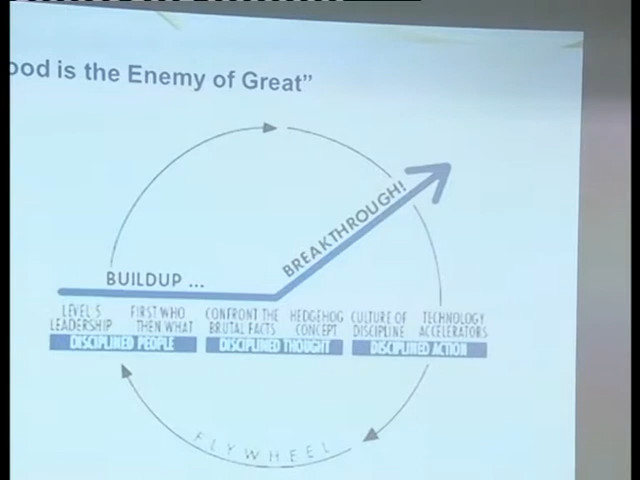 ood is the Enemy of Great”
BREAKTHROUGH!
BUILDUP ...
LEVEL 5 LEADERSHIP
FIRST WHO THEN WHAT
CONFRONT THE BRUTAL FACTS
HEDGEHOG CONCEPT
CULTURE OF DISCIPLINE
TECHNOLOGY ACCELERATORS
DISCIPLINED PEOPLE
DISCIPLINED THOUGHT
DISCIPLINED ACTION
FLYWHEEL